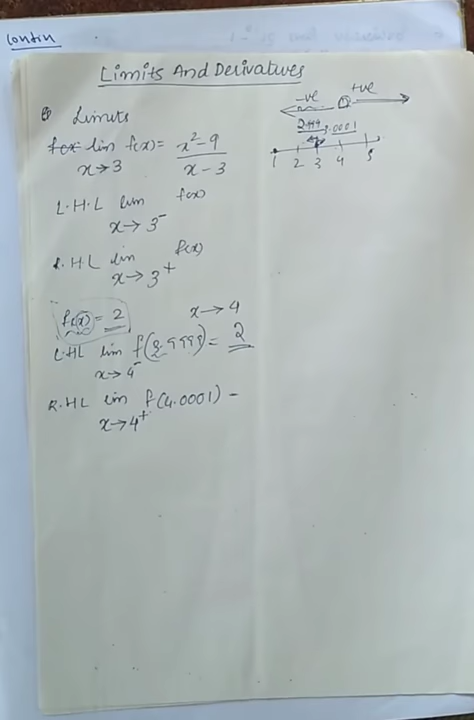 Contin
Limits And Derivatives
Limits
-ve 0 +ve
lim f(x) = x²-9
x→3 x-3
2.999 3.0001
1 2 3 4 5
L.H.L lim f(x)
x→3⁻
R.H.L lim f(x)
x→3⁺
f(x) = 2 x→4
L.HL lim f(3.9999) = 2
x→4⁻
R.HL lim f(4.0001) -
x→4⁺